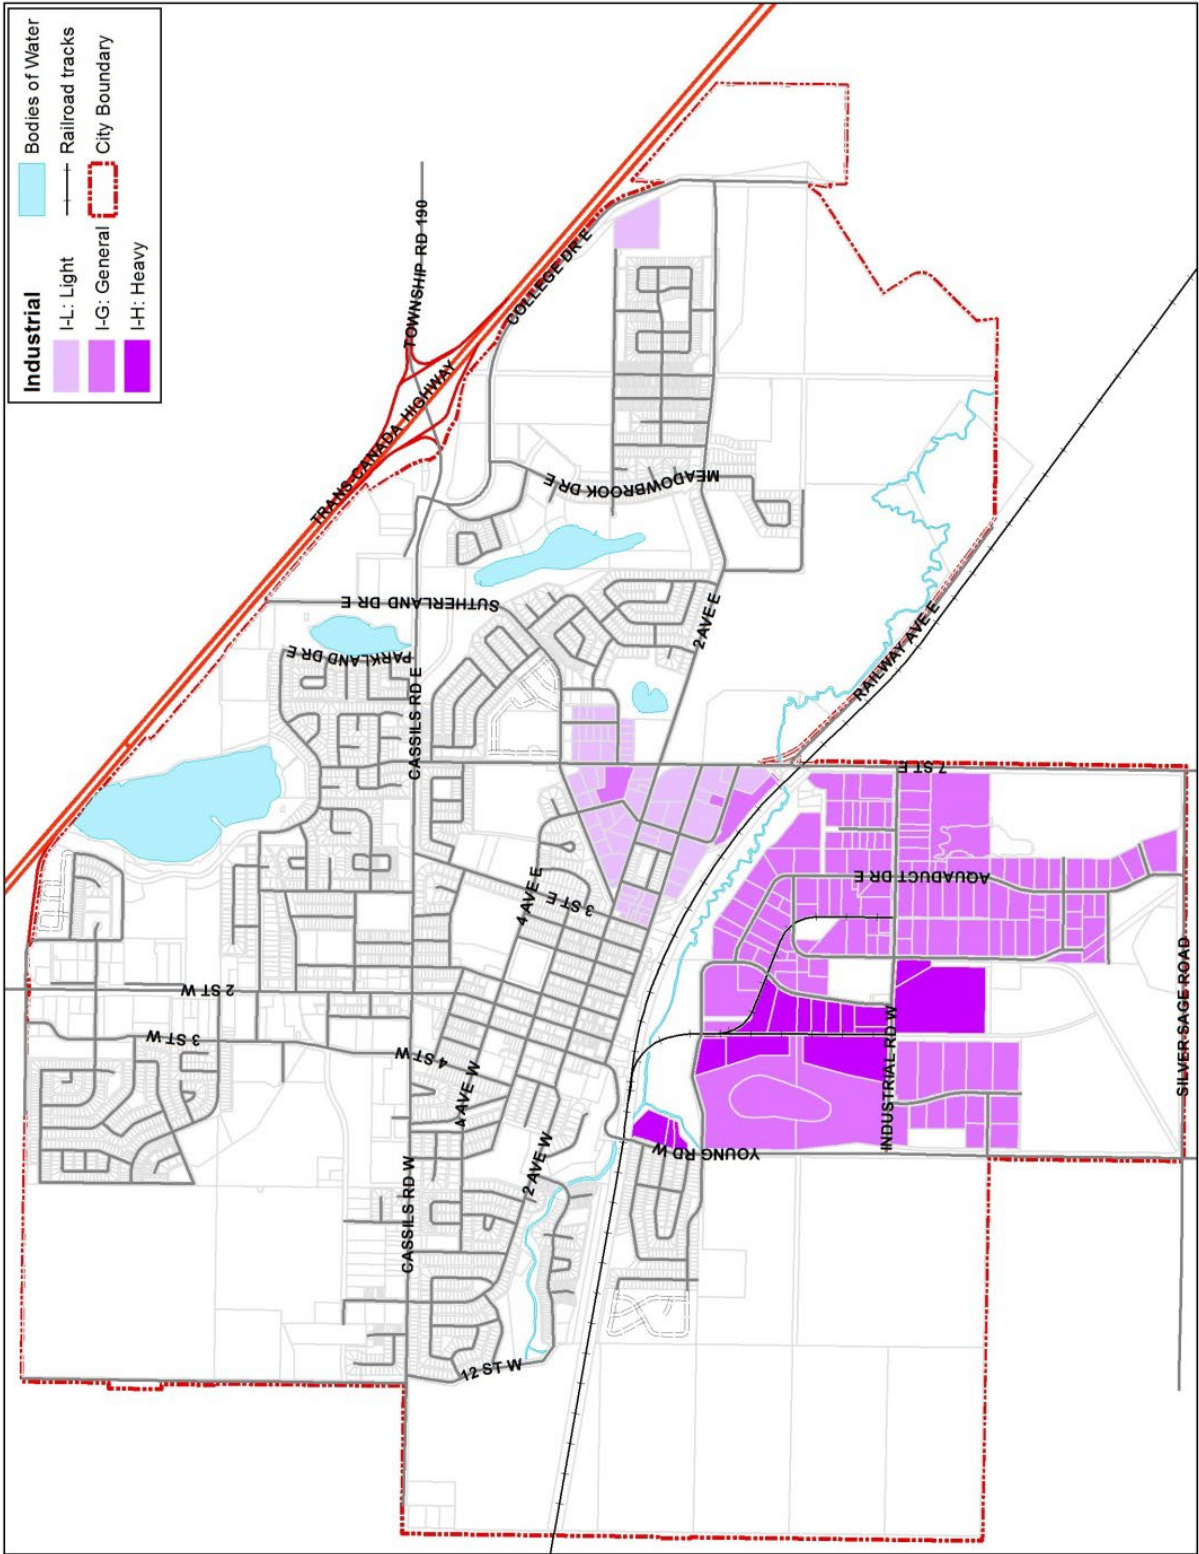 Industrial
I-L: Light
I-G: General
I-H: Heavy
Bodies of Water
Railroad tracks
City Boundary
TOWNSHIP RD 190
TRANS-CANADA HIGHWAY
COLLEGE DR E
MEADOWBROOK DR E
SUTHERLAND DR E
PARKLAND DR E
CASSILS RD E
2 AVE E
RAILWAY AVE E
7 ST E
4 AVE E
3 ST E
AQUADUCT DR E
2 ST W
3 ST W
4 ST W
4 AVE W
2 AVE W
CASSILS RD W
12 ST W
YOUNG RD W
INDUSTRIAL RD W
SILVER SAGE ROAD